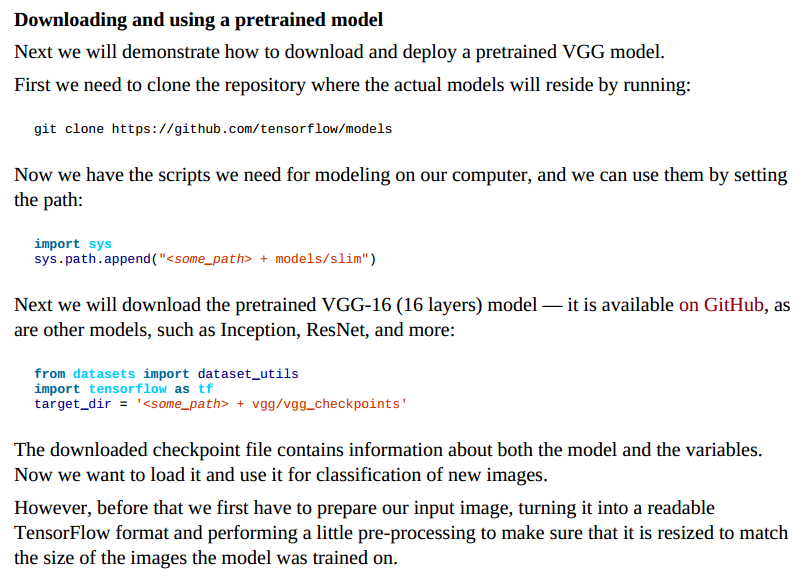 Downloading and using a pretrained model
Next we will demonstrate how to download and deploy a pretrained VGG model.
First we need to clone the repository where the actual models will reside by running:
git clone https://github.com/tensorflow/models
Now we have the scripts we need for modeling on our computer, and we can use them by setting
the path:
import sys
sys.path.append("<some_path> + models/slim")
Next we will download the pretrained VGG-16 (16 layers) model — it is available on GitHub, as
are other models, such as Inception, ResNet, and more:
from datasets import dataset_utils
import tensorflow as tf
target_dir = '<some_path> + vgg/vgg_checkpoints'
The downloaded checkpoint file contains information about both the model and the variables.
Now we want to load it and use it for classification of new images.
However, before that we first have to prepare our input image, turning it into a readable
TensorFlow format and performing a little pre-processing to make sure that it is resized to match
the size of the images the model was trained on.